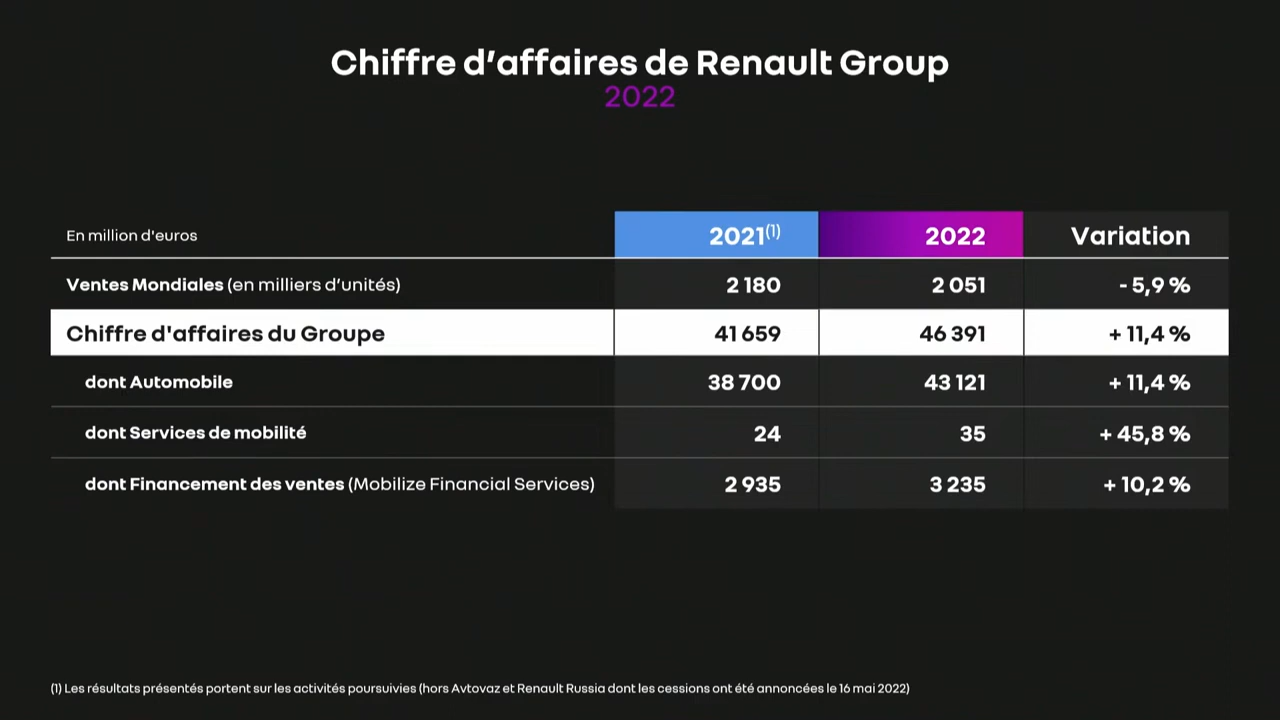 Chiffre d’affaires de Renault Group
2022
En million d'euros 2021(1) 2022 Variation
Ventes Mondiales (en milliers d’unités) 2 180 2 051 - 5,9 %
Chiffre d'affaires du Groupe 41 659 46 391 + 11,4 %
dont Automobile 38 700 43 121 + 11,4 %
dont Services de mobilité 24 35 + 45,8 %
dont Financement des ventes (Mobilize Financial Services) 2 935 3 235 + 10,2 %
(1) Les résultats présentés portent sur les activités poursuivies (hors Avtovaz et Renault Russia dont les cessions ont été annoncées le 16 mai 2022)